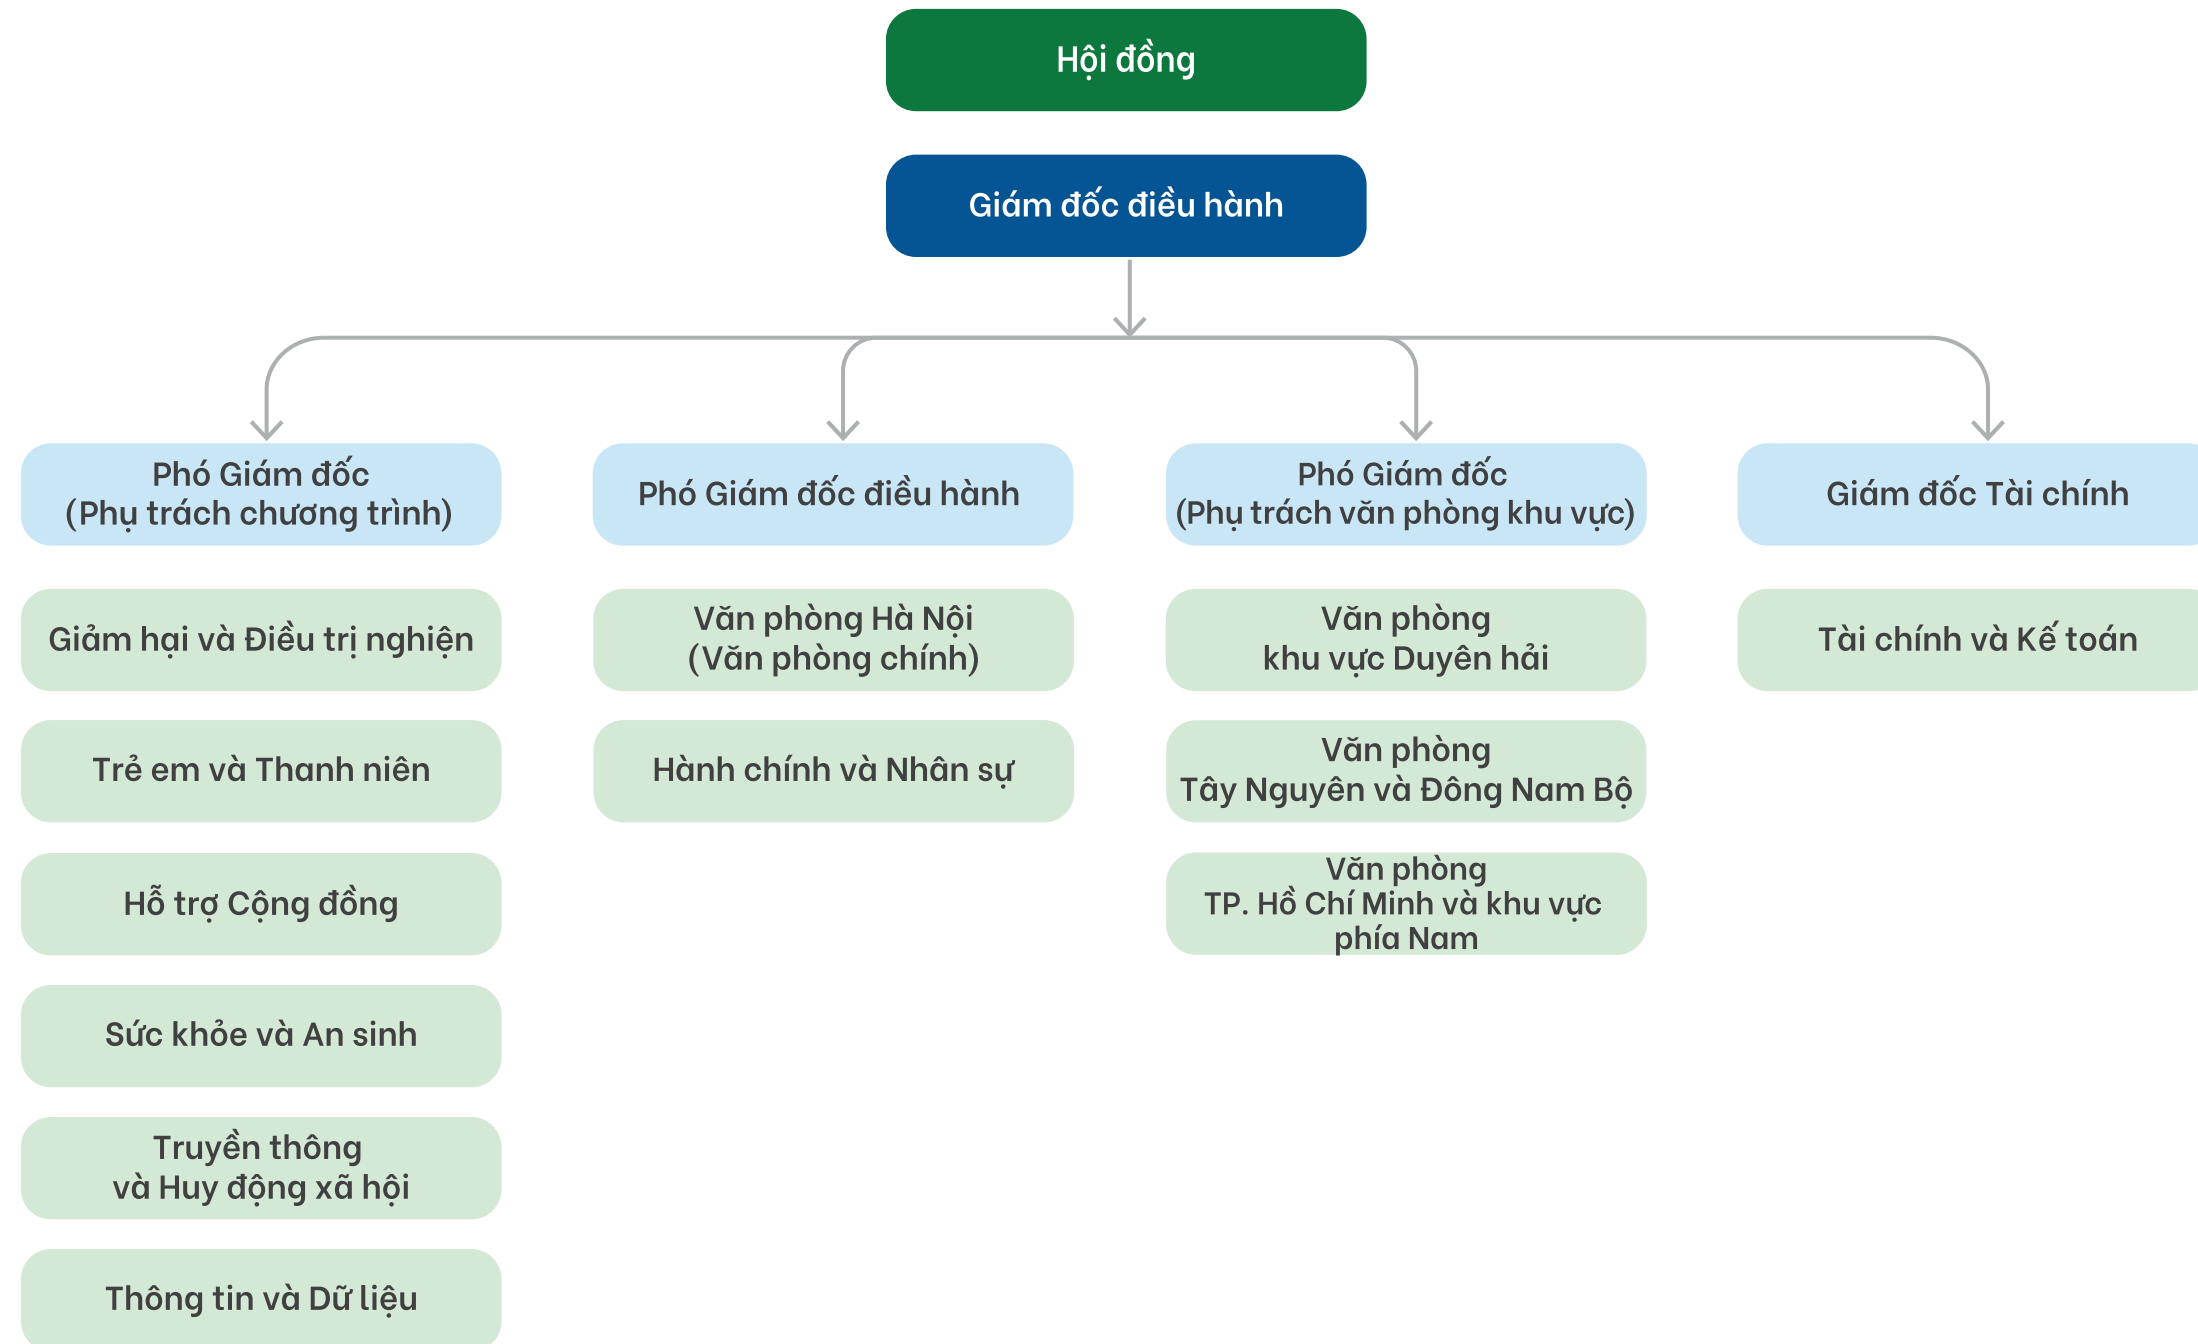 Hội đồng
Giám đốc điều hành
Phó Giám đốc
(Phụ trách chương trình)
Giảm hại và Điều trị nghiện
Trẻ em và Thanh niên
Hỗ trợ Cộng đồng
Sức khỏe và An sinh
Truyền thông
và Huy động xã hội
Thông tin và Dữ liệu
Phó Giám đốc điều hành
Văn phòng Hà Nội
(Văn phòng chính)
Hành chính và Nhân sự
Phó Giám đốc
(Phụ trách văn phòng khu vực)
Văn phòng
khu vực Duyên hải
Văn phòng
Tây Nguyên và Đông Nam Bộ
Văn phòng
TP. Hồ Chí Minh và khu vực
phía Nam
Giám đốc Tài chính
Tài chính và Kế toán